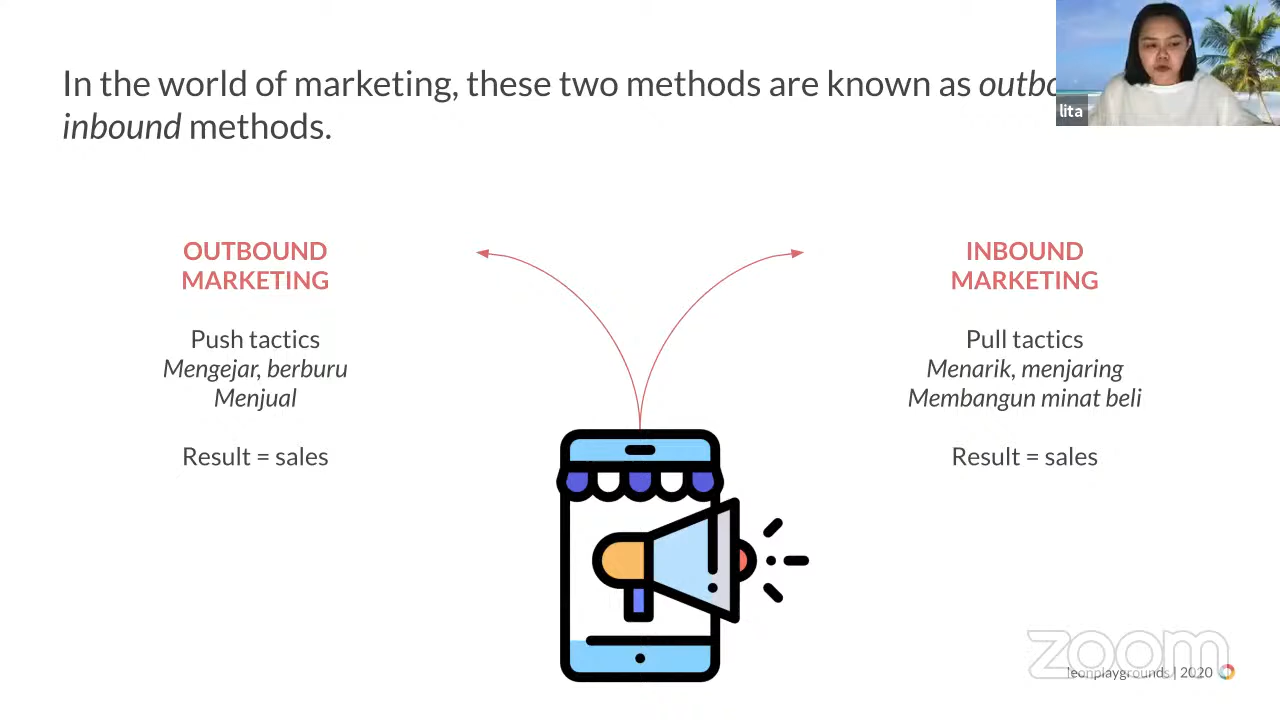 In the world of marketing, these two methods are known as
inbound methods.
lita
OUTBOUND
MARKETING
Push tactics
Mengejar, berburu
Menjual
Result = sales
INBOUND
MARKETING
Pull tactics
Menarik, menjaring
Membangun minat beli
Result = sales
zoom
leonplaygrounds | 2020